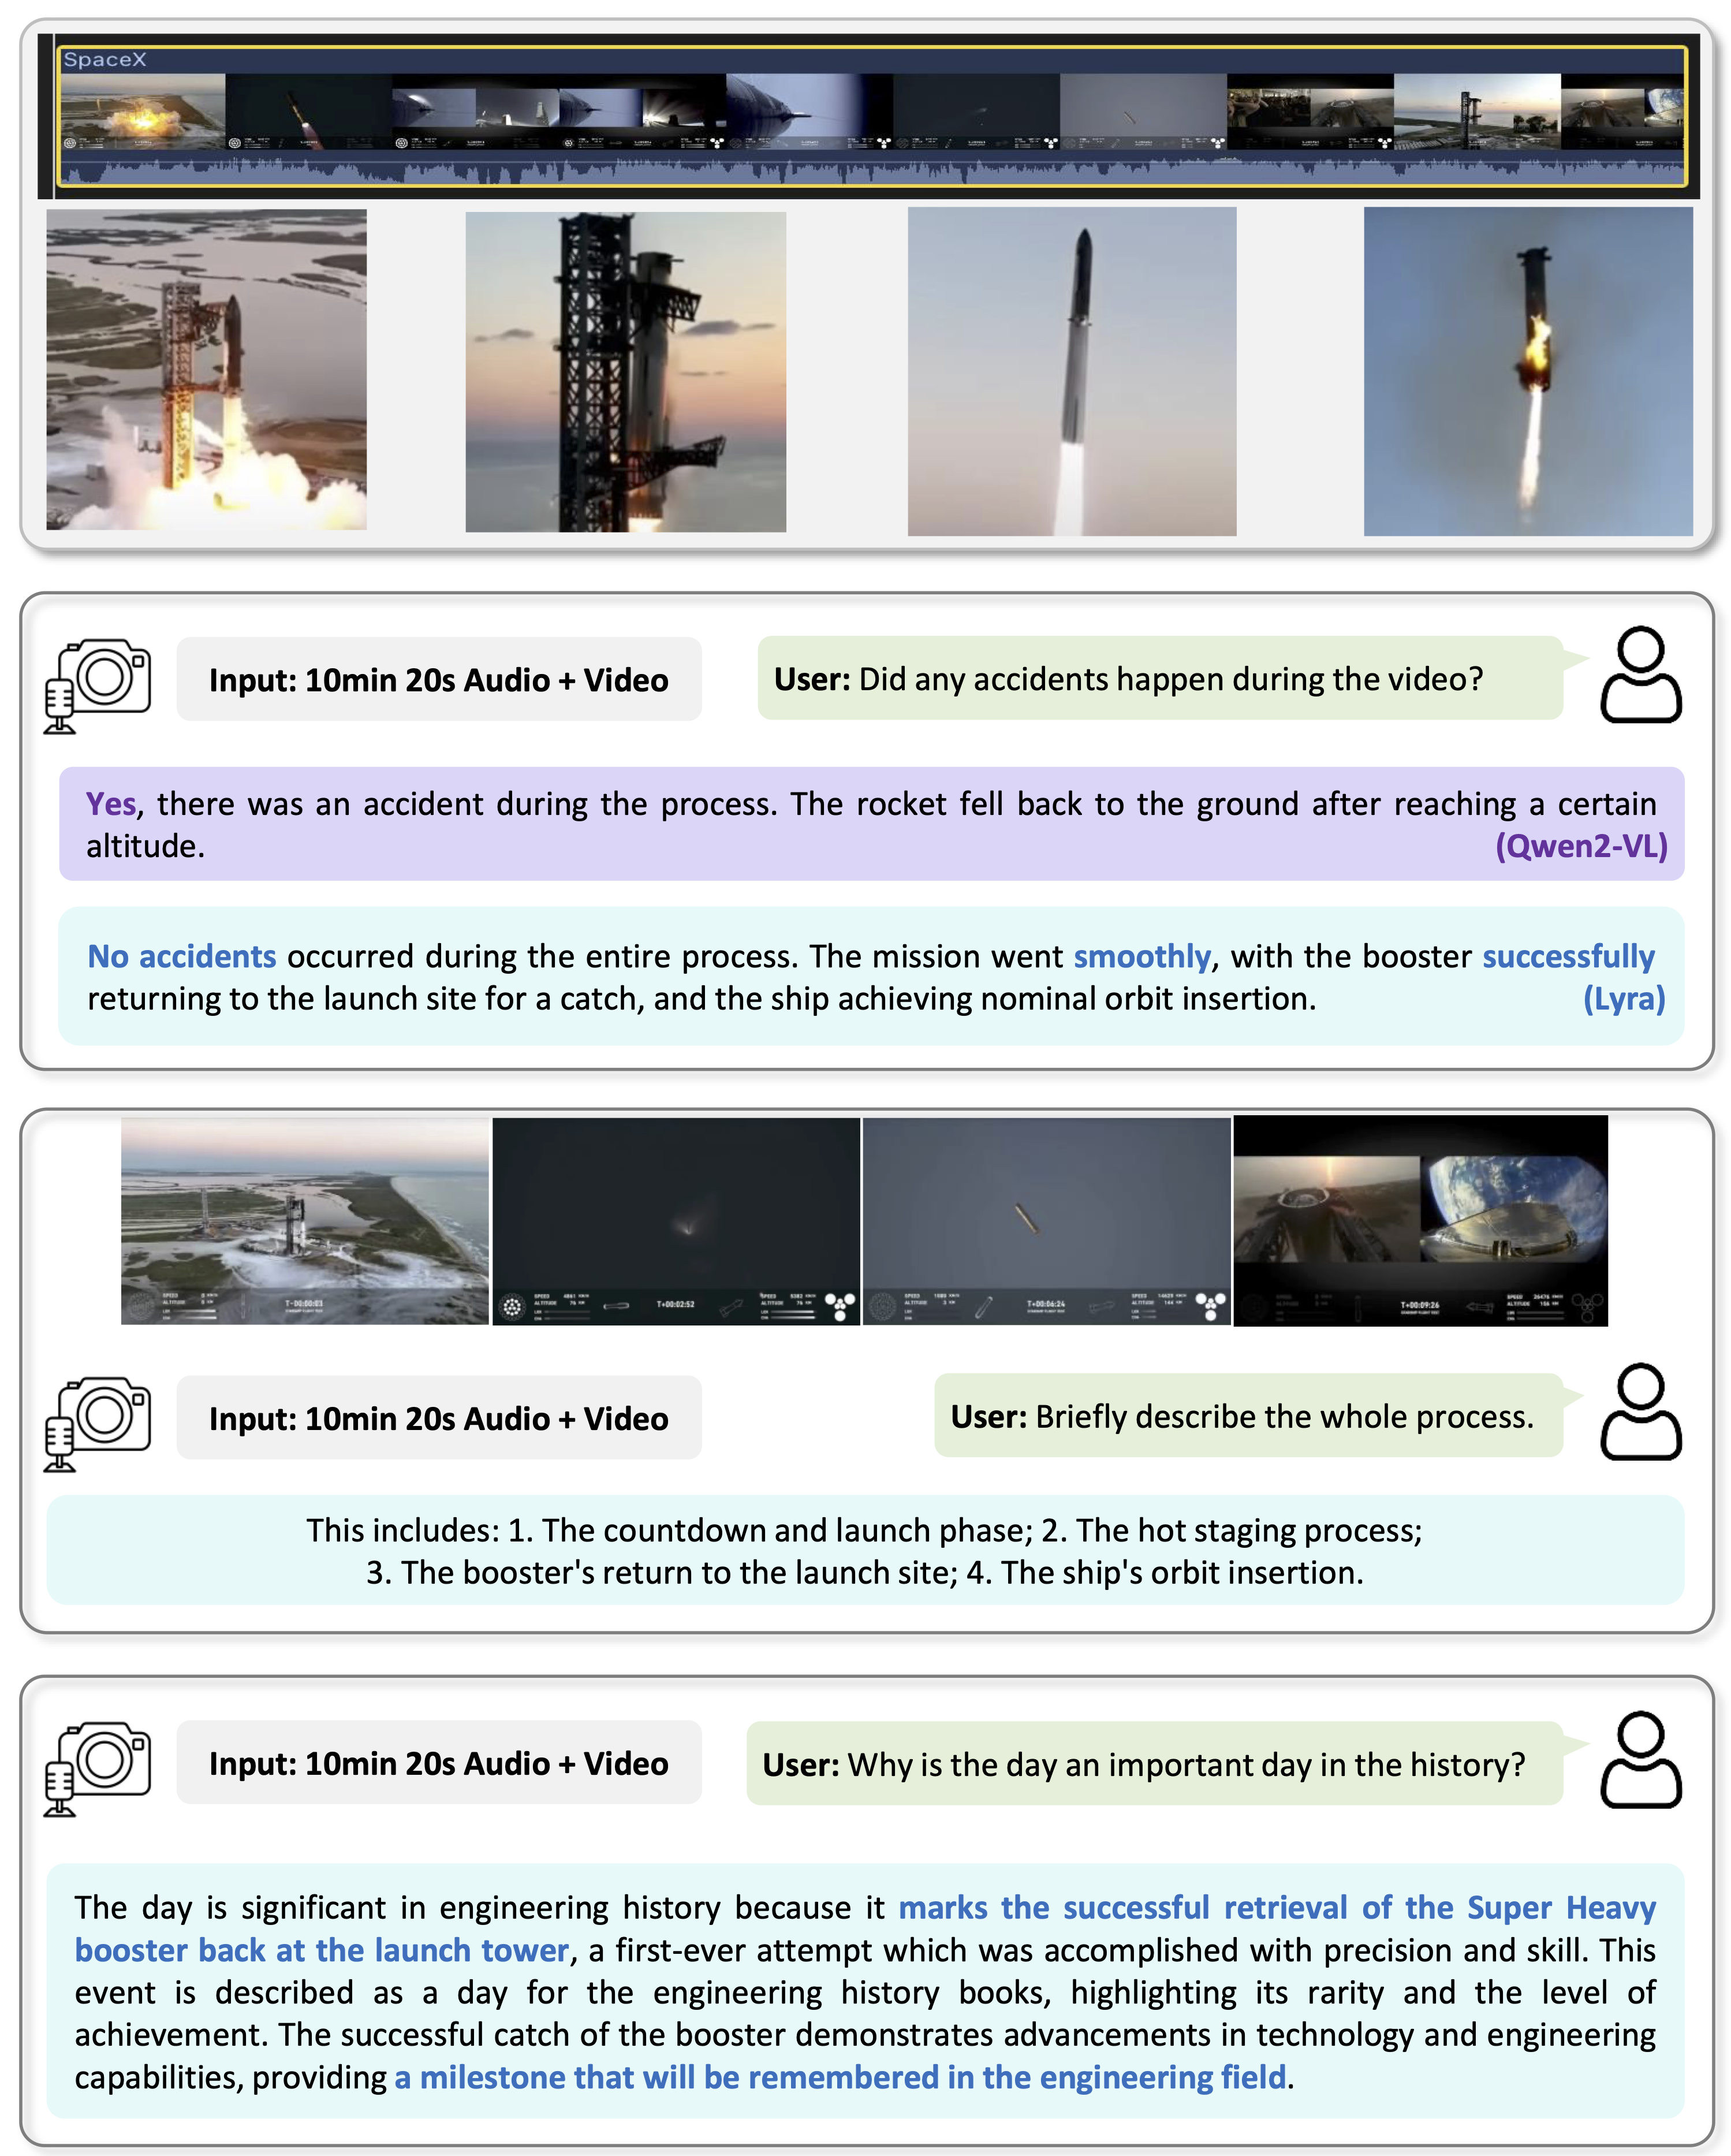 SpaceX
Input: 10min 20s Audio + Video
User: Did any accidents happen during the video?
Yes, there was an accident during the process. The rocket fell back to the ground after reaching a certain
altitude.
(Qwen2-VL)
No accidents occurred during the entire process. The mission went smoothly, with the booster successfully
returning to the launch site for a catch, and the ship achieving nominal orbit insertion.
(Lyra)
SPEED
ALTITUDE
T-00:00:03
SPEED
ALTITUDE
SPEED
ALTITUDE
T+00:02:52
SPEED
ALTITUDE
T+00:06:24
SPEED
ALTITUDE
T+00:09:26
Input: 10min 20s Audio + Video
User: Briefly describe the whole process.
This includes: 1. The countdown and launch phase; 2. The hot staging process;
3. The booster's return to the launch site; 4. The ship's orbit insertion.
Input: 10min 20s Audio + Video
User: Why is the day an important day in the history?
The day is significant in engineering history because it marks the successful retrieval of the Super Heavy
booster back at the launch tower, a first-ever attempt which was accomplished with precision and skill. This
event is described as a day for the engineering history books, highlighting its rarity and the level of
achievement. The successful catch of the booster demonstrates advancements in technology and engineering
capabilities, providing a milestone that will be remembered in the engineering field.